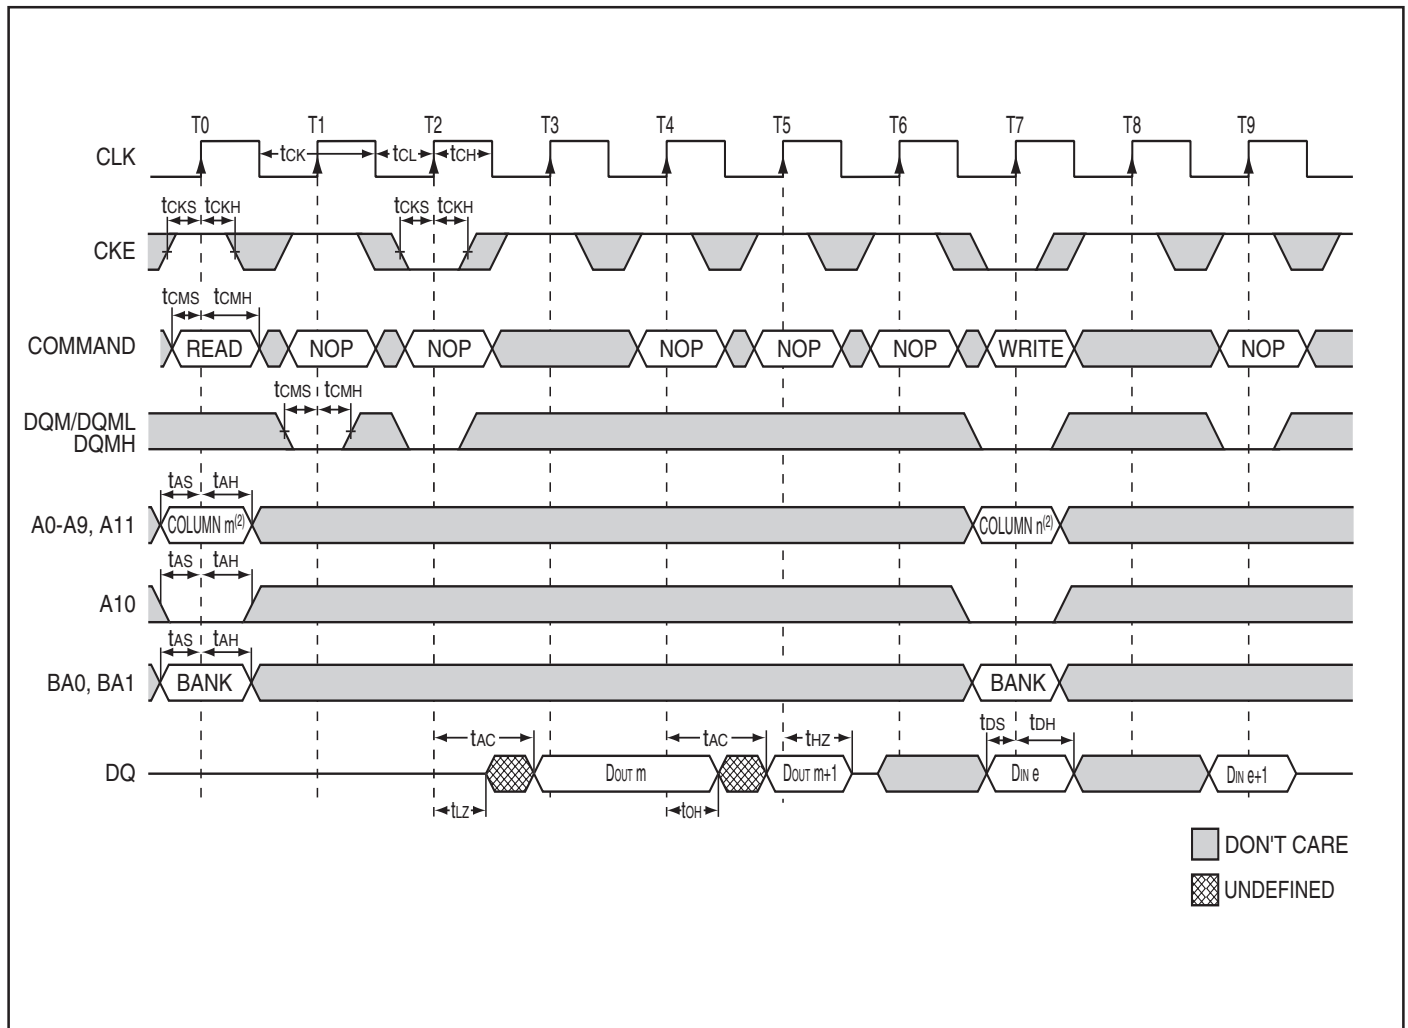 T0 T1 T2 T3 T4 T5 T6 T7 T8 T9
CLK tCK tCL tCH
tCKS tCKH tCKS tCKH
CKE
tCMS tCMH
COMMAND READ NOP NOP NOP NOP NOP WRITE NOP
tCMS tCMH
DQM/DQML
DQMH
tAS tAH
A0-A9, A11 COLUMN m(2) COLUMN n(2)
tAS tAH
A10
tAS tAH
BA0, BA1 BANK BANK
tAC tAC tHZ tDS tDH
DQ DOUT m DOUT m+1 DIN e DIN e+1
tLZ tOH
DON'T CARE
UNDEFINED